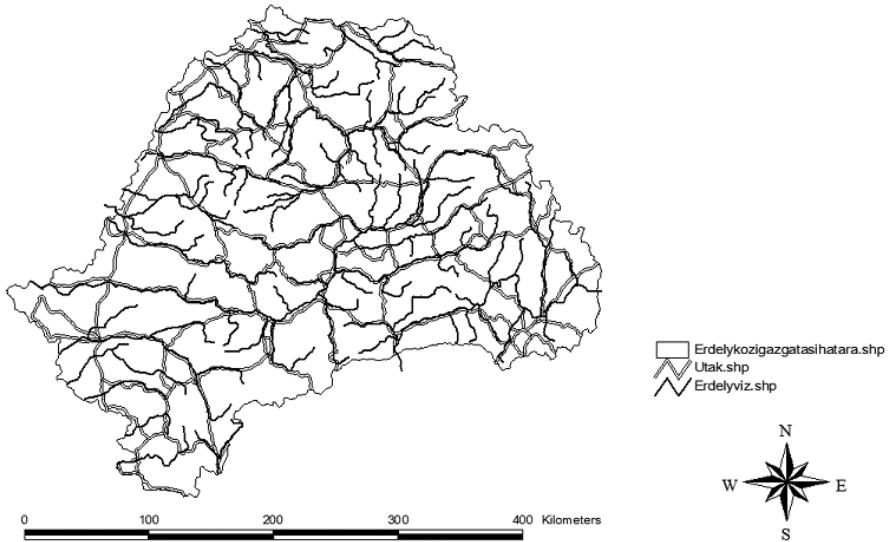 Erdelykozigazgatasihatara.shp
Utak.shp
Erdelyviz.shp
N
W E
S
0 100 200 300 400 Kilometers